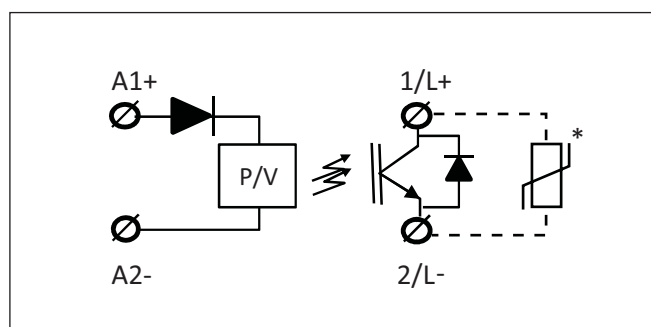 A1+
1/L+
*
P/V
A2-
2/L-